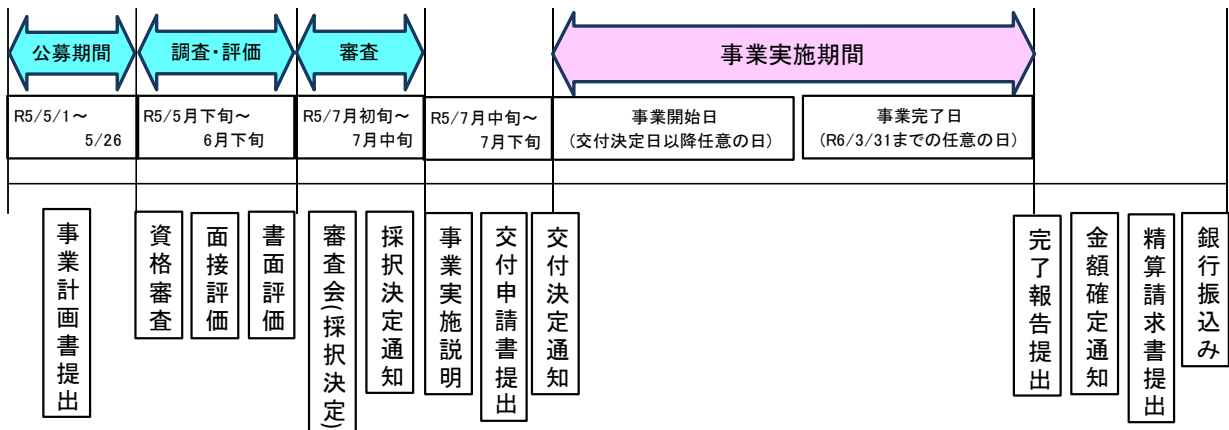 公募期間
調査・評価
審査
事業実施期間
R5/5/1～
5/26
R5/5月下旬～
6月下旬
R5/7月初旬～
7月中旬
R5/7月中旬～
7月下旬
事業開始日
(交付決定日以降任意の日)
事業完了日
(R6/3/31までの任意の日)
事業計画書提出
資格審査
面接評価
書面評価
審査会(採択決定)
採択決定通知
事業実施説明
交付申請書提出
交付決定通知
完了報告提出
金額確定通知
精算請求書提出
銀行振込み